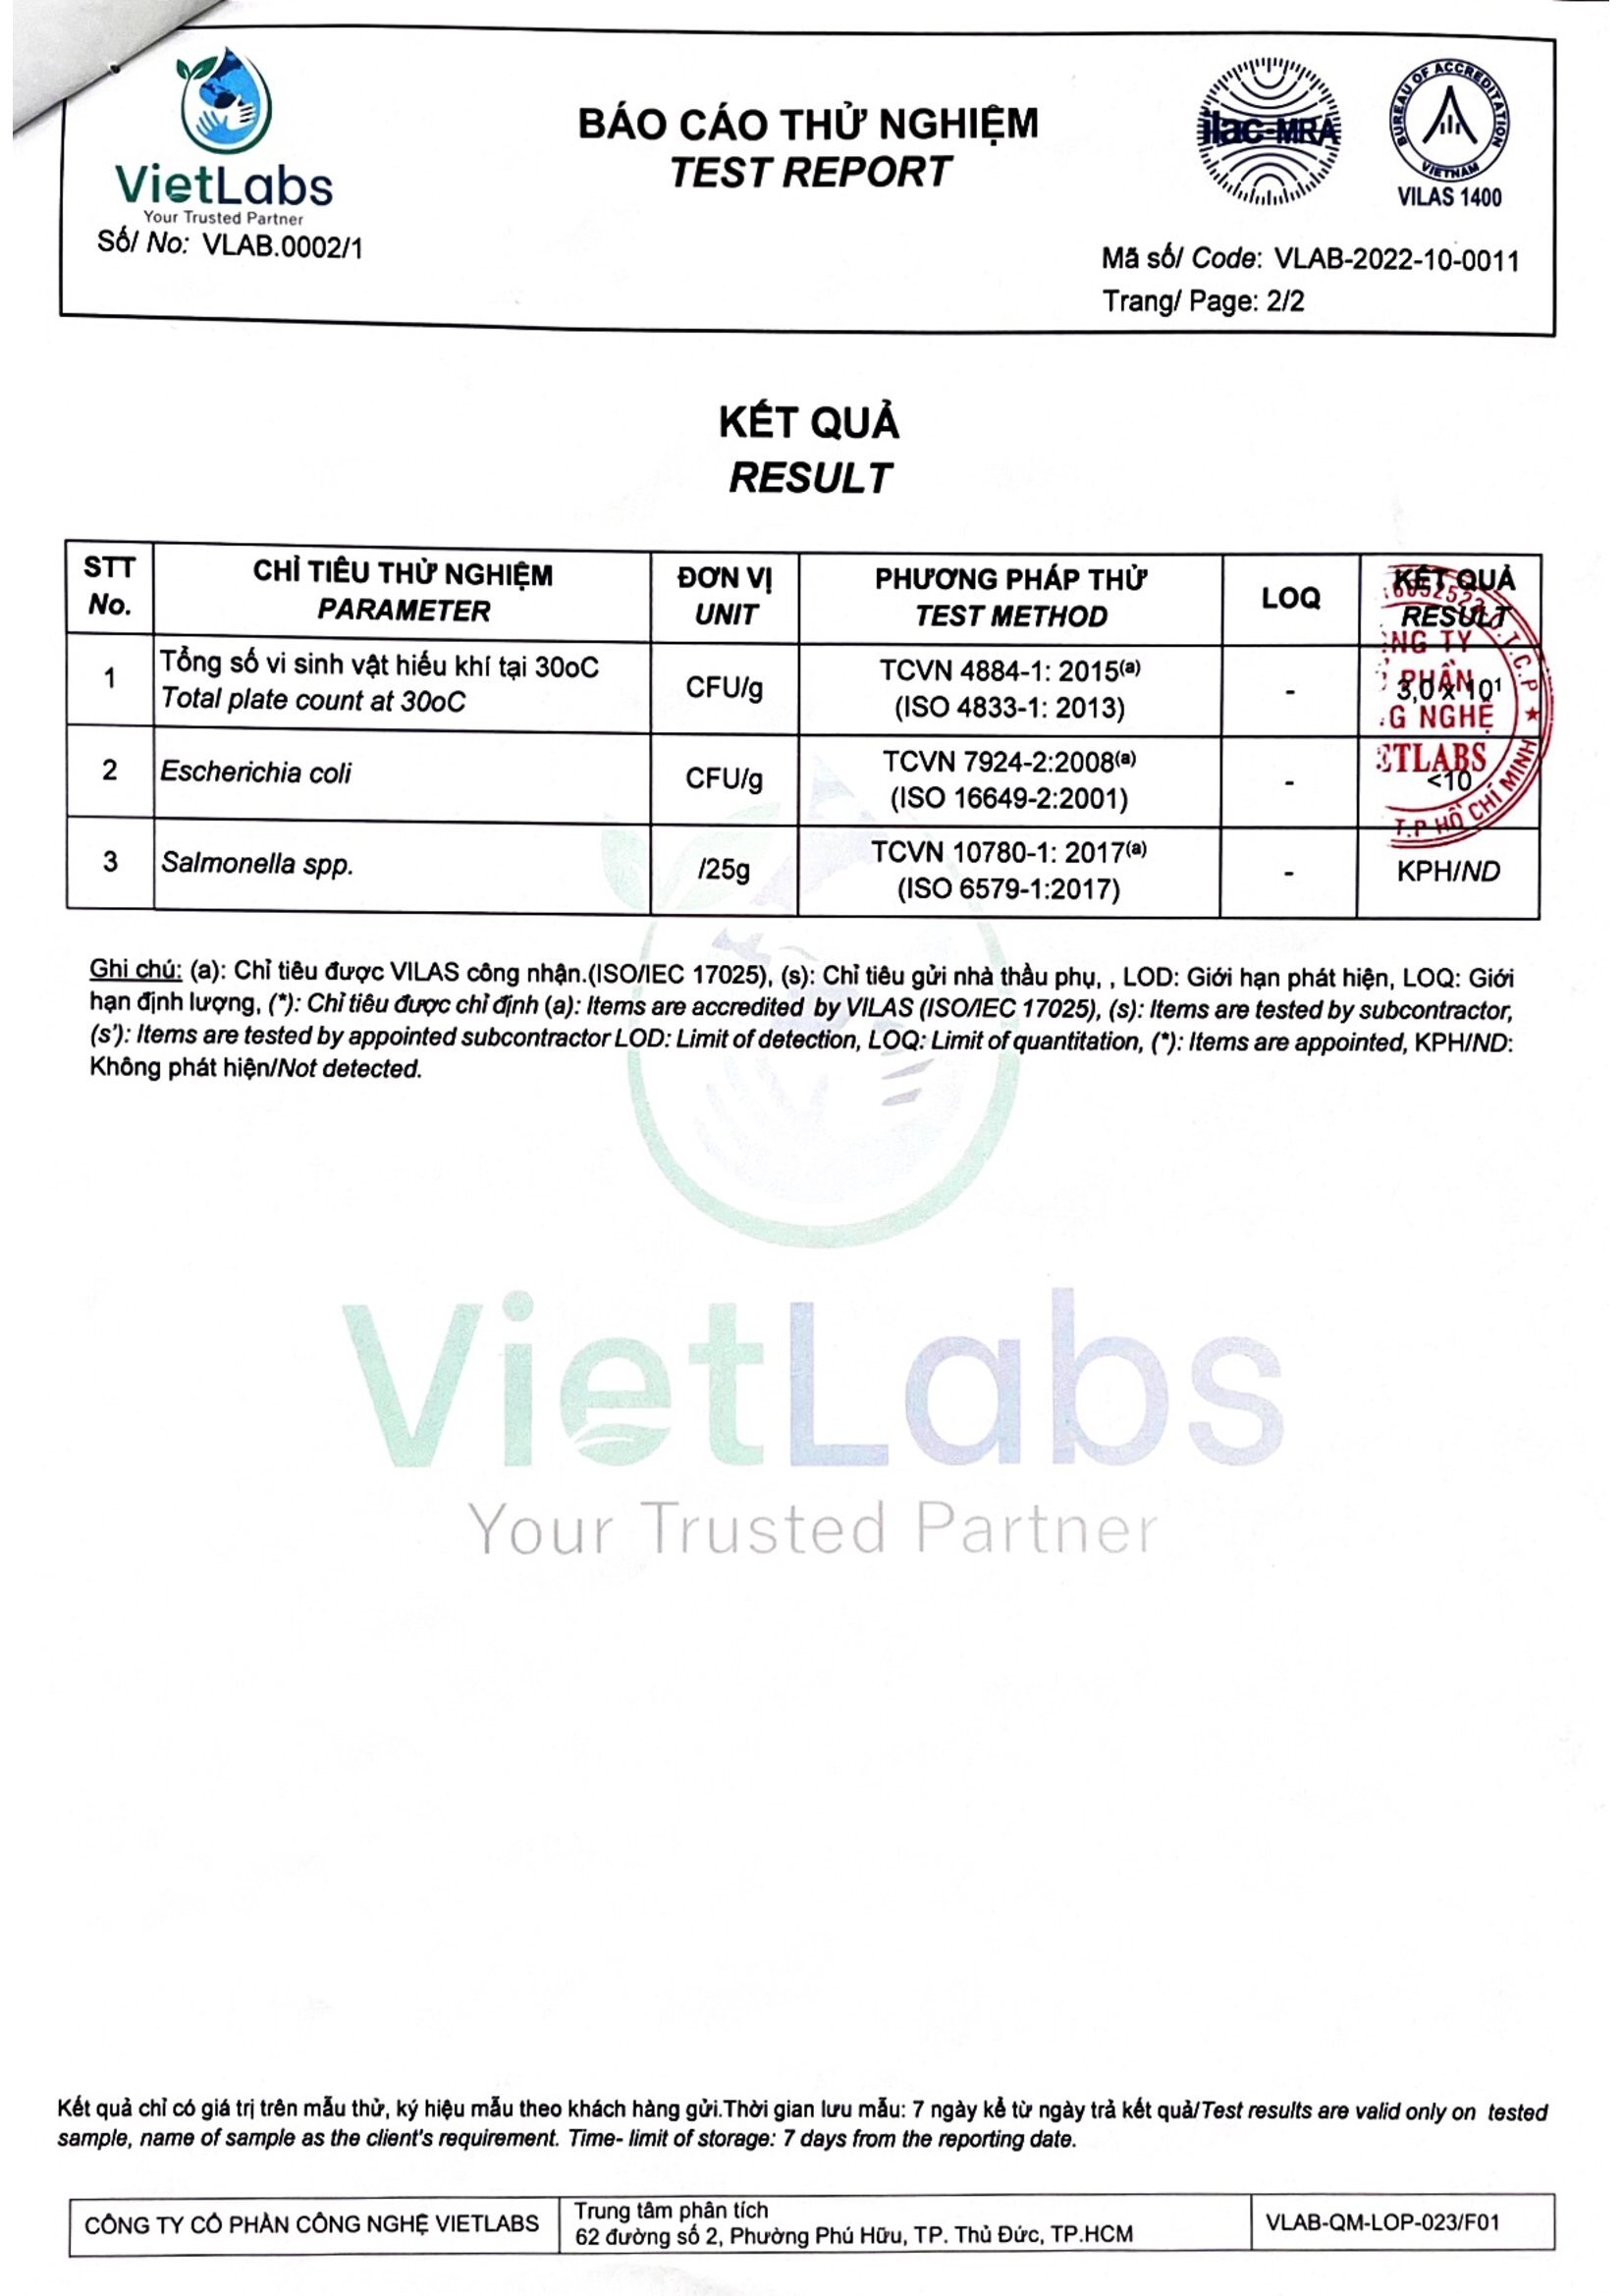 VietLabs
Your Trusted Partner
Số/ No: VLAB.0002/1
BÁO CÁO THỬ NGHIỆM
TEST REPORT
ilac-MRA
BUREAU OF ACCREDITATION
VIETNAM
VILAS 1400
Mã số/ Code: VLAB-2022-10-0011
Trang/ Page: 2/2
KẾT QUẢ
RESULT
STT No. CHỈ TIÊU THỬ NGHIỆM PARAMETER ĐƠN VỊ UNIT PHƯƠNG PHÁP THỬ TEST METHOD LOQ KẾT QUẢ RESULT
1 Tổng số vi sinh vật hiếu khí tại 30oC Total plate count at 30oC CFU/g TCVN 4884-1: 2015(a) (ISO 4833-1: 2013) - 3,0 x 10¹
2 Escherichia coli CFU/g TCVN 7924-2:2008(a) (ISO 16649-2:2001) - <10
3 Salmonella spp. /25g TCVN 10780-1: 2017(a) (ISO 6579-1:2017) - KPH/ND
NG TY
PHẦN
G NGHỆ
ETLABS
T.P HỒ CHÍ MINH
Ghi chú: (a): Chỉ tiêu được VILAS công nhận.(ISO/IEC 17025), (s): Chỉ tiêu gửi nhà thầu phụ, , LOD: Giới hạn phát hiện, LOQ: Giới
hạn định lượng, (*): Chỉ tiêu được chỉ định (a): Items are accredited by VILAS (ISO/IEC 17025), (s): Items are tested by subcontractor,
(s'): Items are tested by appointed subcontractor LOD: Limit of detection, LOQ: Limit of quantitation, (*): Items are appointed, KPH/ND:
Không phát hiện/Not detected.
VietLabs
Your Trusted Partner
Kết quả chỉ có giá trị trên mẫu thử, ký hiệu mẫu theo khách hàng gửi.Thời gian lưu mẫu: 7 ngày kể từ ngày trả kết quả/Test results are valid only on tested
sample, name of sample as the client's requirement. Time- limit of storage: 7 days from the reporting date.
CÔNG TY CỔ PHẦN CÔNG NGHỆ VIETLABS
Trung tâm phân tích
62 đường số 2, Phường Phú Hữu, TP. Thủ Đức, TP.HCM
VLAB-QM-LOP-023/F01